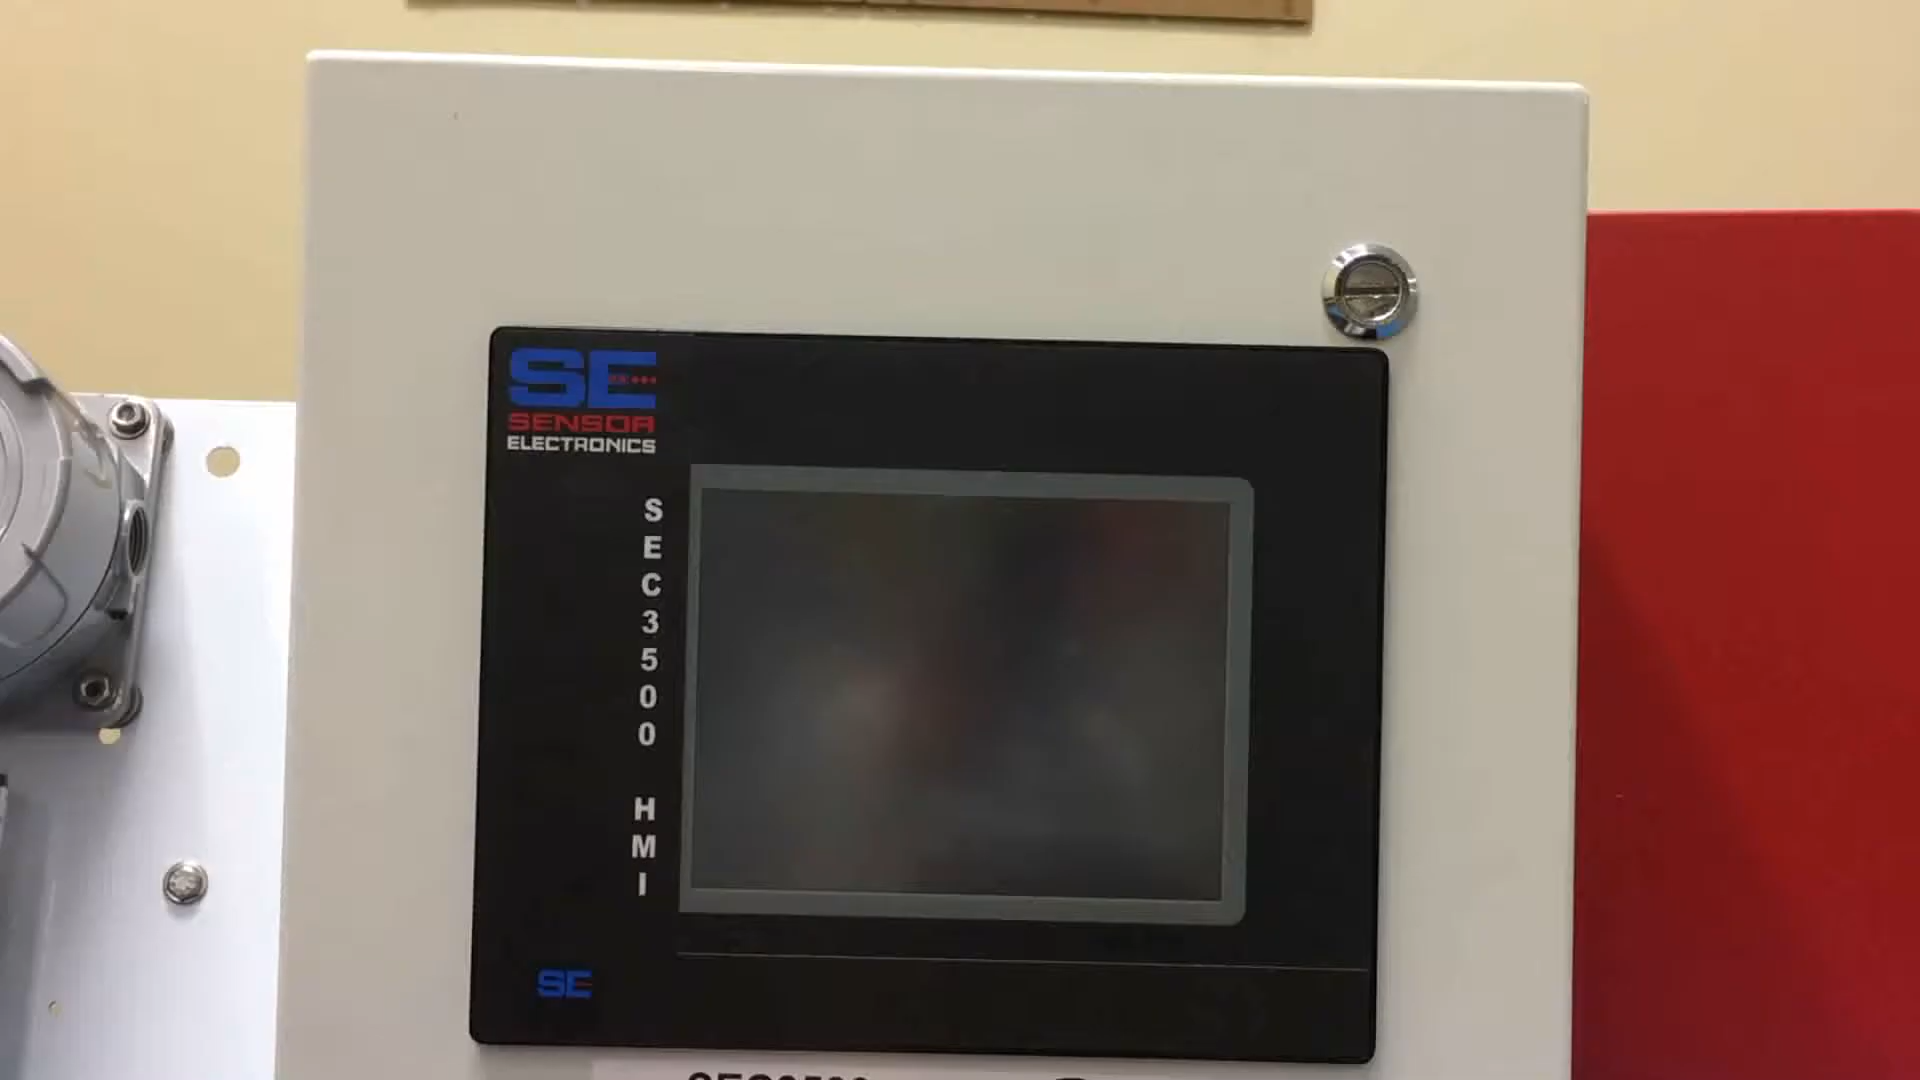 SE
SENSOR
ELECTRONICS
SEC3500 HMI
SE